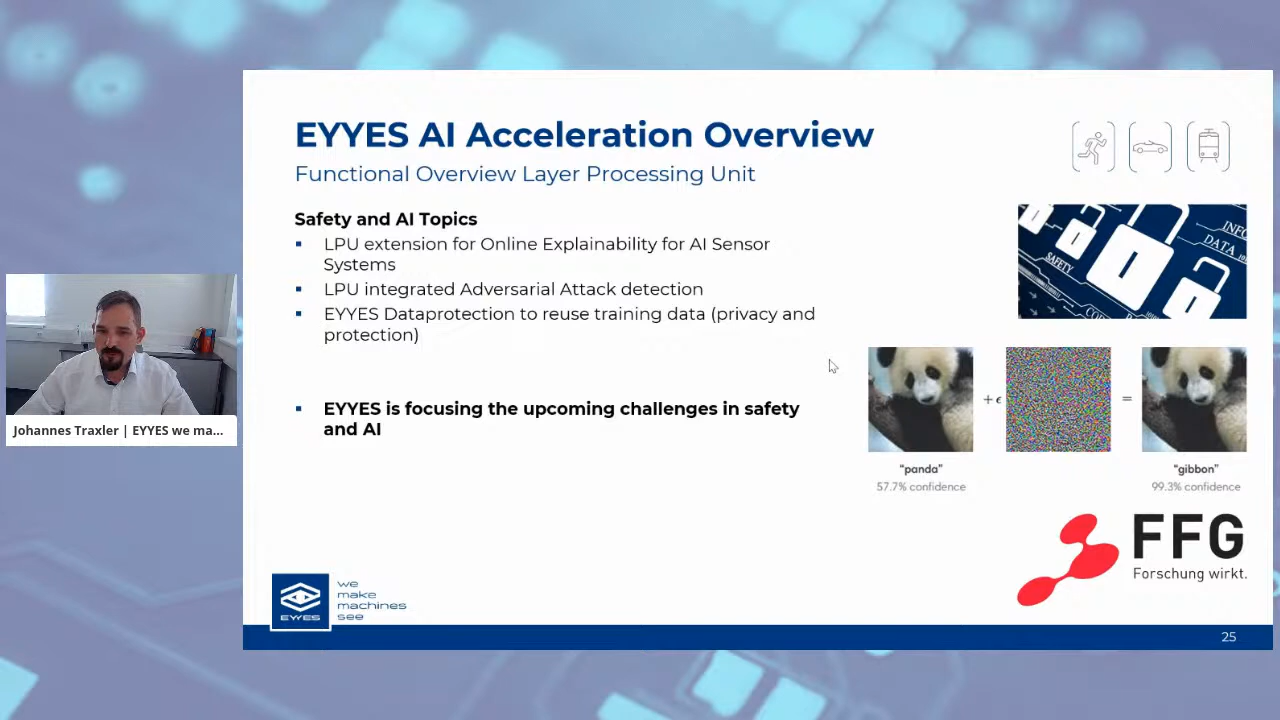 EYYES AI Acceleration Overview
Functional Overview Layer Processing Unit
Safety and AI Topics
▪ LPU extension for Online Explainability for AI Sensor
Systems
▪ LPU integrated Adversarial Attack detection
▪ EYYES Dataprotection to reuse training data (privacy and
protection)
▪ EYYES is focusing the upcoming challenges in safety
and AI
SAFETY
DATA
+ ϵ
=
"panda"
57.7% confidence
"gibbon"
99.3% confidence
FFG
Forschung wirkt.
EYYES
we
make
machines
see
25
Johannes Traxler | EYYES we ma...